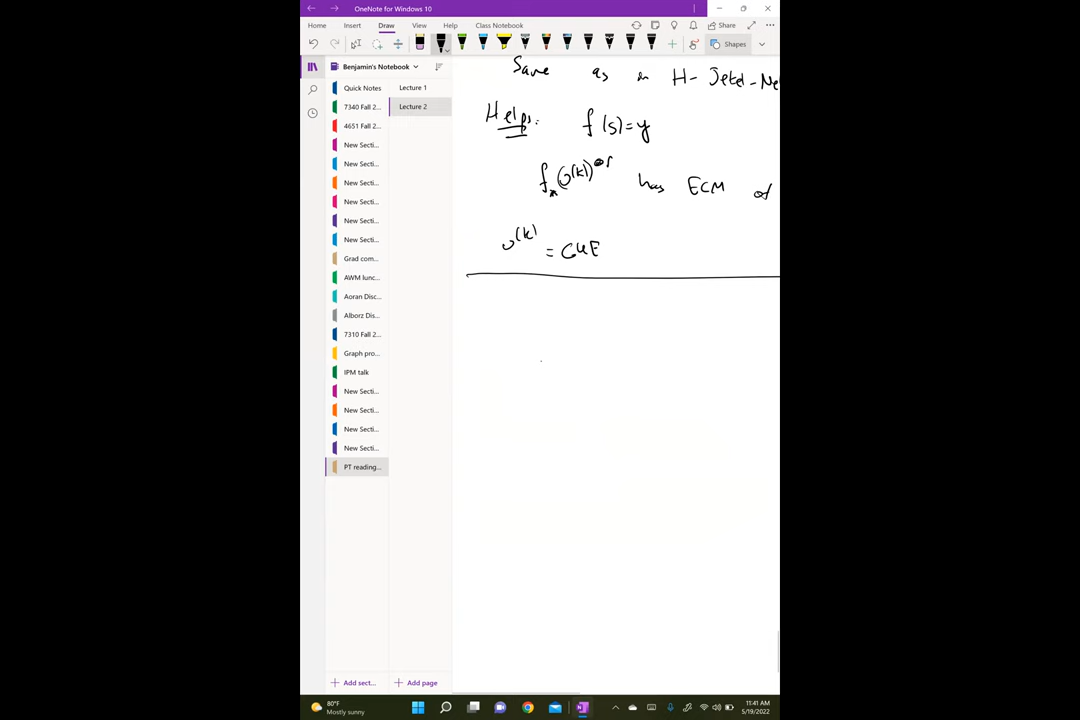 OneNote for Windows 10
Home Insert Draw View Help Class Notebook Share
Shapes
Benjamin's Notebook
Quick Notes
7340 Fall 2...
4651 Fall 2...
New Secti...
New Secti...
New Secti...
New Secti...
New Secti...
New Secti...
Grad com...
AWM lunc...
Aoran Disc...
Alborz Dis...
7310 Fall 2...
Graph pro...
IPM talk
New Secti...
New Secti...
New Secti...
New Secti...
PT reading...
Lecture 1
Lecture 2
Same as in H-
Helps: f(s)=y
has ECM of
υ^(k) = GUE
Add sect...
Add page
80°F
Mostly sunny
11:41 AM
5/19/2022